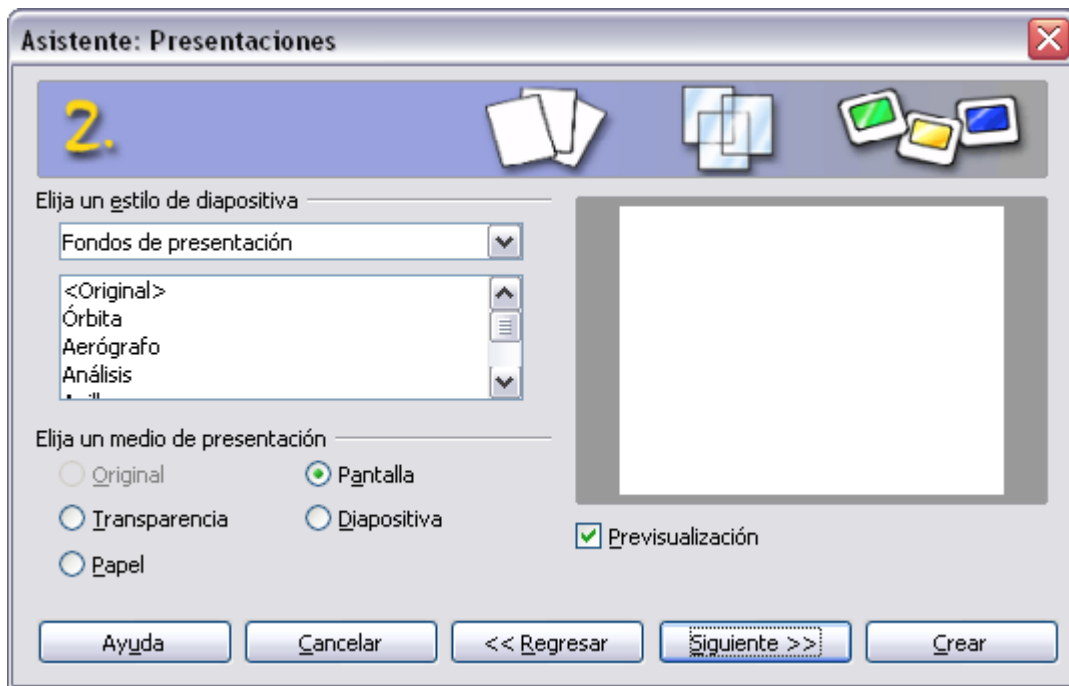 Asistente: Presentaciones
2.
Elija un estilo de diapositiva
Fondos de presentación
<Original>
Órbita
Aerógrafo
Análisis
Elija un medio de presentación
Original
Pantalla
Transparencia
Diapositiva
Papel
Previsualización
Ayuda
Cancelar
<< Regresar
Siguiente >>
Crear